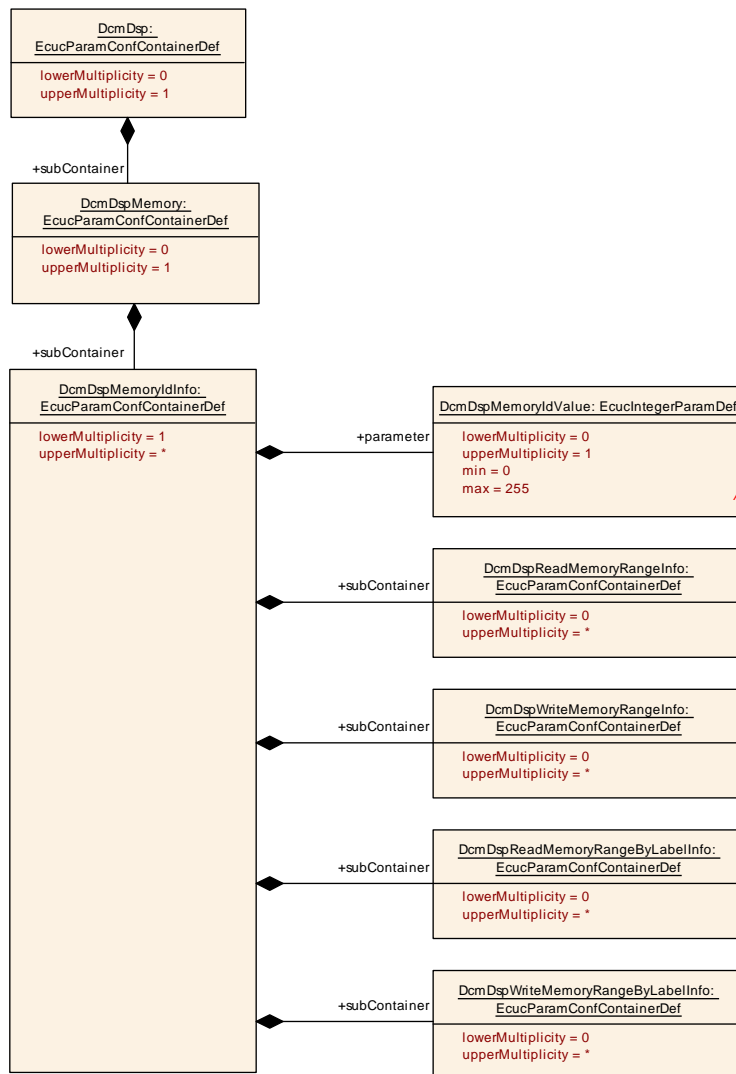 DcmDsp:
EcucParamConfContainerDef
lowerMultiplicity = 0
upperMultiplicity = 1
+subContainer
DcmDspMemory:
EcucParamConfContainerDef
lowerMultiplicity = 0
upperMultiplicity = 1
+subContainer
DcmDspMemoryIdInfo:
EcucParamConfContainerDef
lowerMultiplicity = 1
upperMultiplicity = *
+parameter
DcmDspMemoryIdValue: EcucIntegerParamDef
lowerMultiplicity = 0
upperMultiplicity = 1
min = 0
max = 255
+subContainer
DcmDspReadMemoryRangeInfo:
EcucParamConfContainerDef
lowerMultiplicity = 0
upperMultiplicity = *
+subContainer
DcmDspWriteMemoryRangeInfo:
EcucParamConfContainerDef
lowerMultiplicity = 0
upperMultiplicity = *
+subContainer
DcmDspReadMemoryRangeByLabelInfo:
EcucParamConfContainerDef
lowerMultiplicity = 0
upperMultiplicity = *
+subContainer
DcmDspWriteMemoryRangeByLabelInfo:
EcucParamConfContainerDef
lowerMultiplicity = 0
upperMultiplicity = *